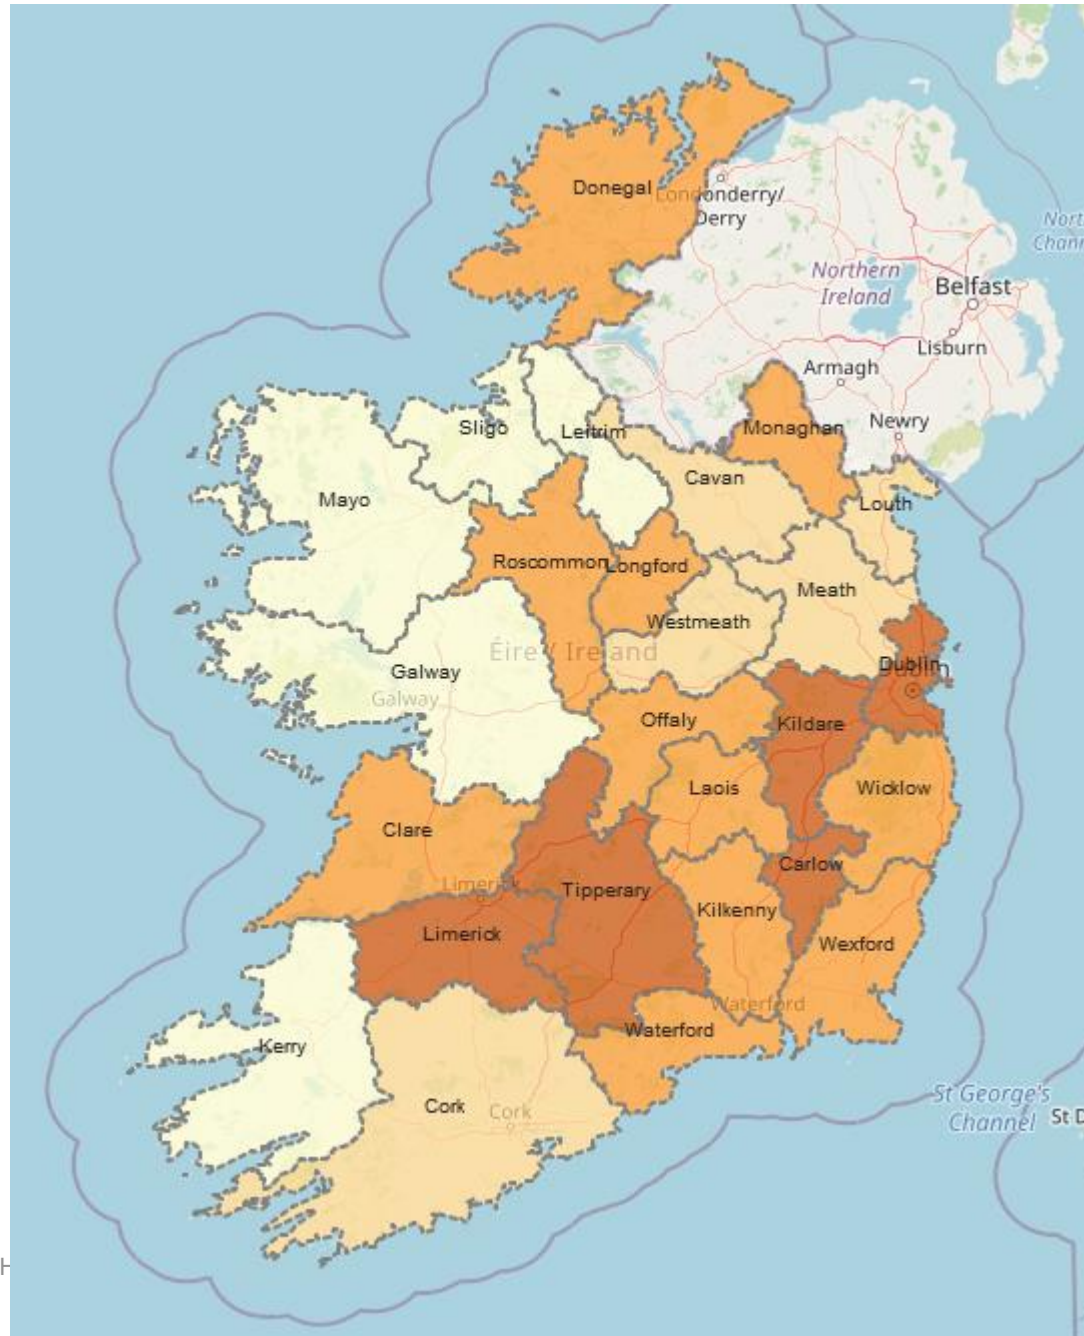 Donegal
Londonderry/
Derry
North
Chann
Northern
Ireland
Belfast
Lisburn
Armagh
Newry
Monaghan
Sligo
Leitrim
Cavan
Louth
Mayo
Roscommon
Longford
Meath
Westmeath
Éire / Ireland
Galway
Galway
Dublin
Dublin
Offaly
Kildare
Laois
Wicklow
Clare
Carlow
Limerick
Tipperary
Kilkenny
Limerick
Wexford
Waterford
Waterford
Kerry
Cork
Cork
St George's
Channel
St D
H